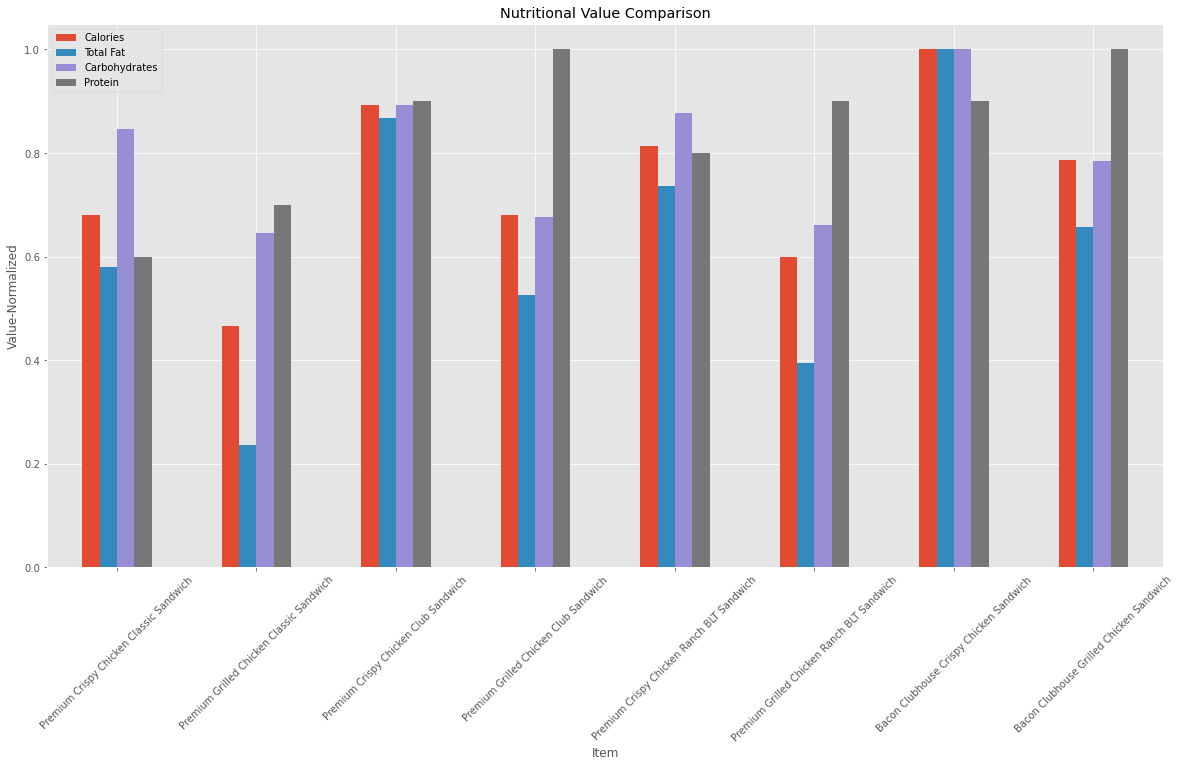 Nutritional Value Comparison
Calories
Total Fat
Carbohydrates
Protein
Value-Normalized
1.0
0.8
0.6
0.4
0.2
0.0
Premium Crispy Chicken Classic Sandwich
Premium Grilled Chicken Classic Sandwich
Premium Crispy Chicken Club Sandwich
Premium Grilled Chicken Club Sandwich
Premium Crispy Chicken Ranch BLT Sandwich
Premium Grilled Chicken Ranch BLT Sandwich
Bacon Clubhouse Crispy Chicken Sandwich
Bacon Clubhouse Grilled Chicken Sandwich
Item